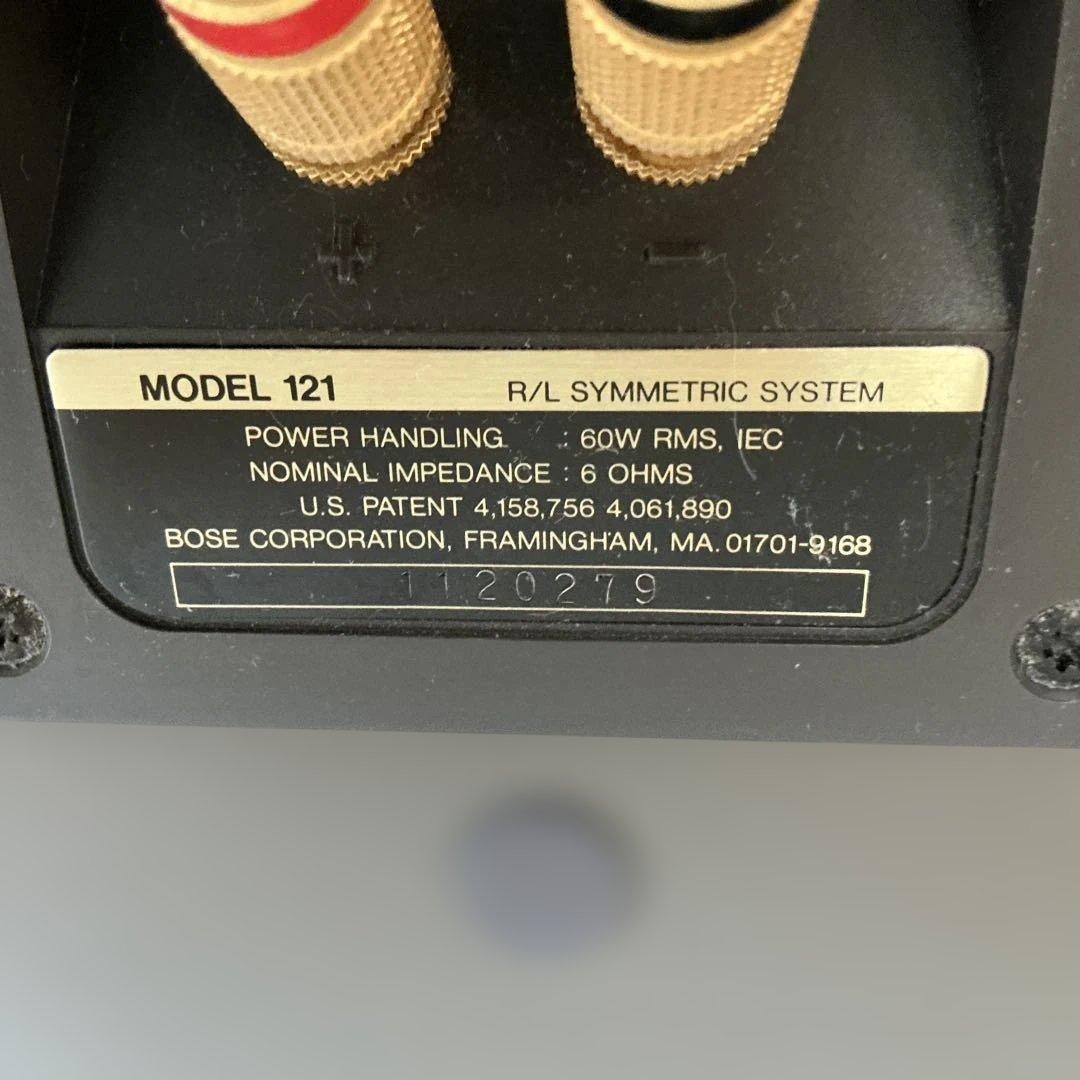 + −
MODEL 121 R/L SYMMETRIC SYSTEM
POWER HANDLING : 60W RMS, IEC
NOMINAL IMPEDANCE : 6 OHMS
U.S. PATENT 4,158,756 4,061,890
BOSE CORPORATION, FRAMINGHAM, MA. 01701-9168
1120279